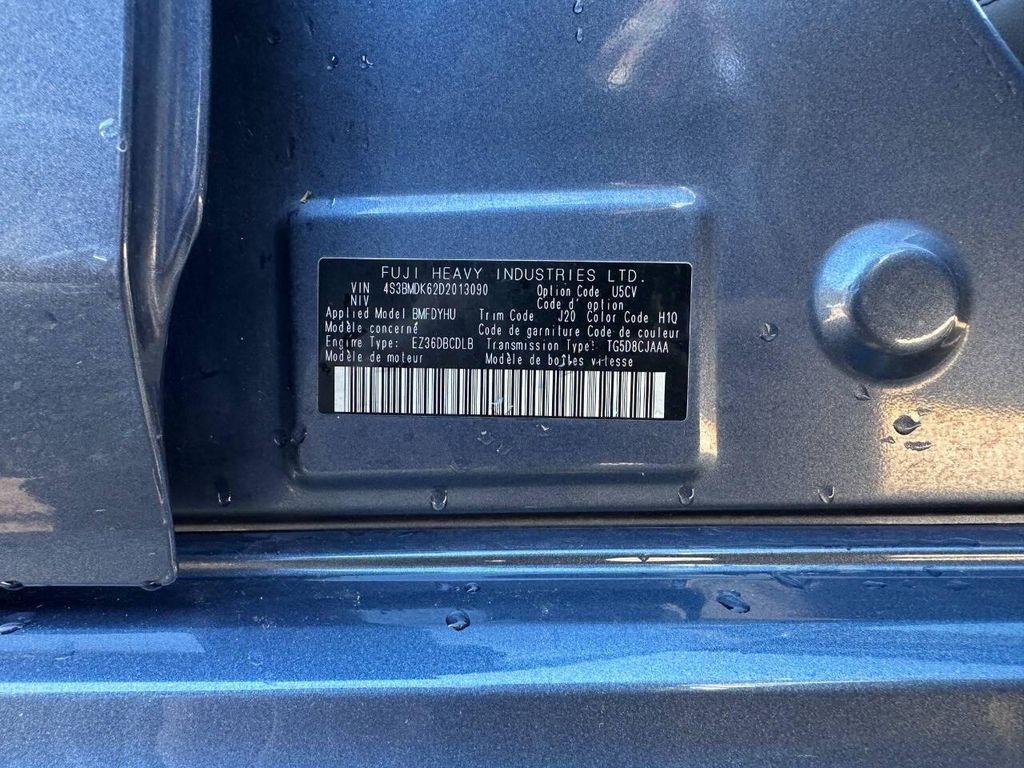 FUJI HEAVY INDUSTRIES LTD.
VIN 4S3BMDK62D2013090 Option Code U5CV
NIV Code d' option
Applied Model BMFDYHU Trim Code J20 Color Code H1Q
Modèle concerné Code de garniture Code de couleur
Engine Type: EZ36DBCDLB Transmission Type: TG5D8CJAAA
Modèle de moteur Modèle de boîtes vitesse